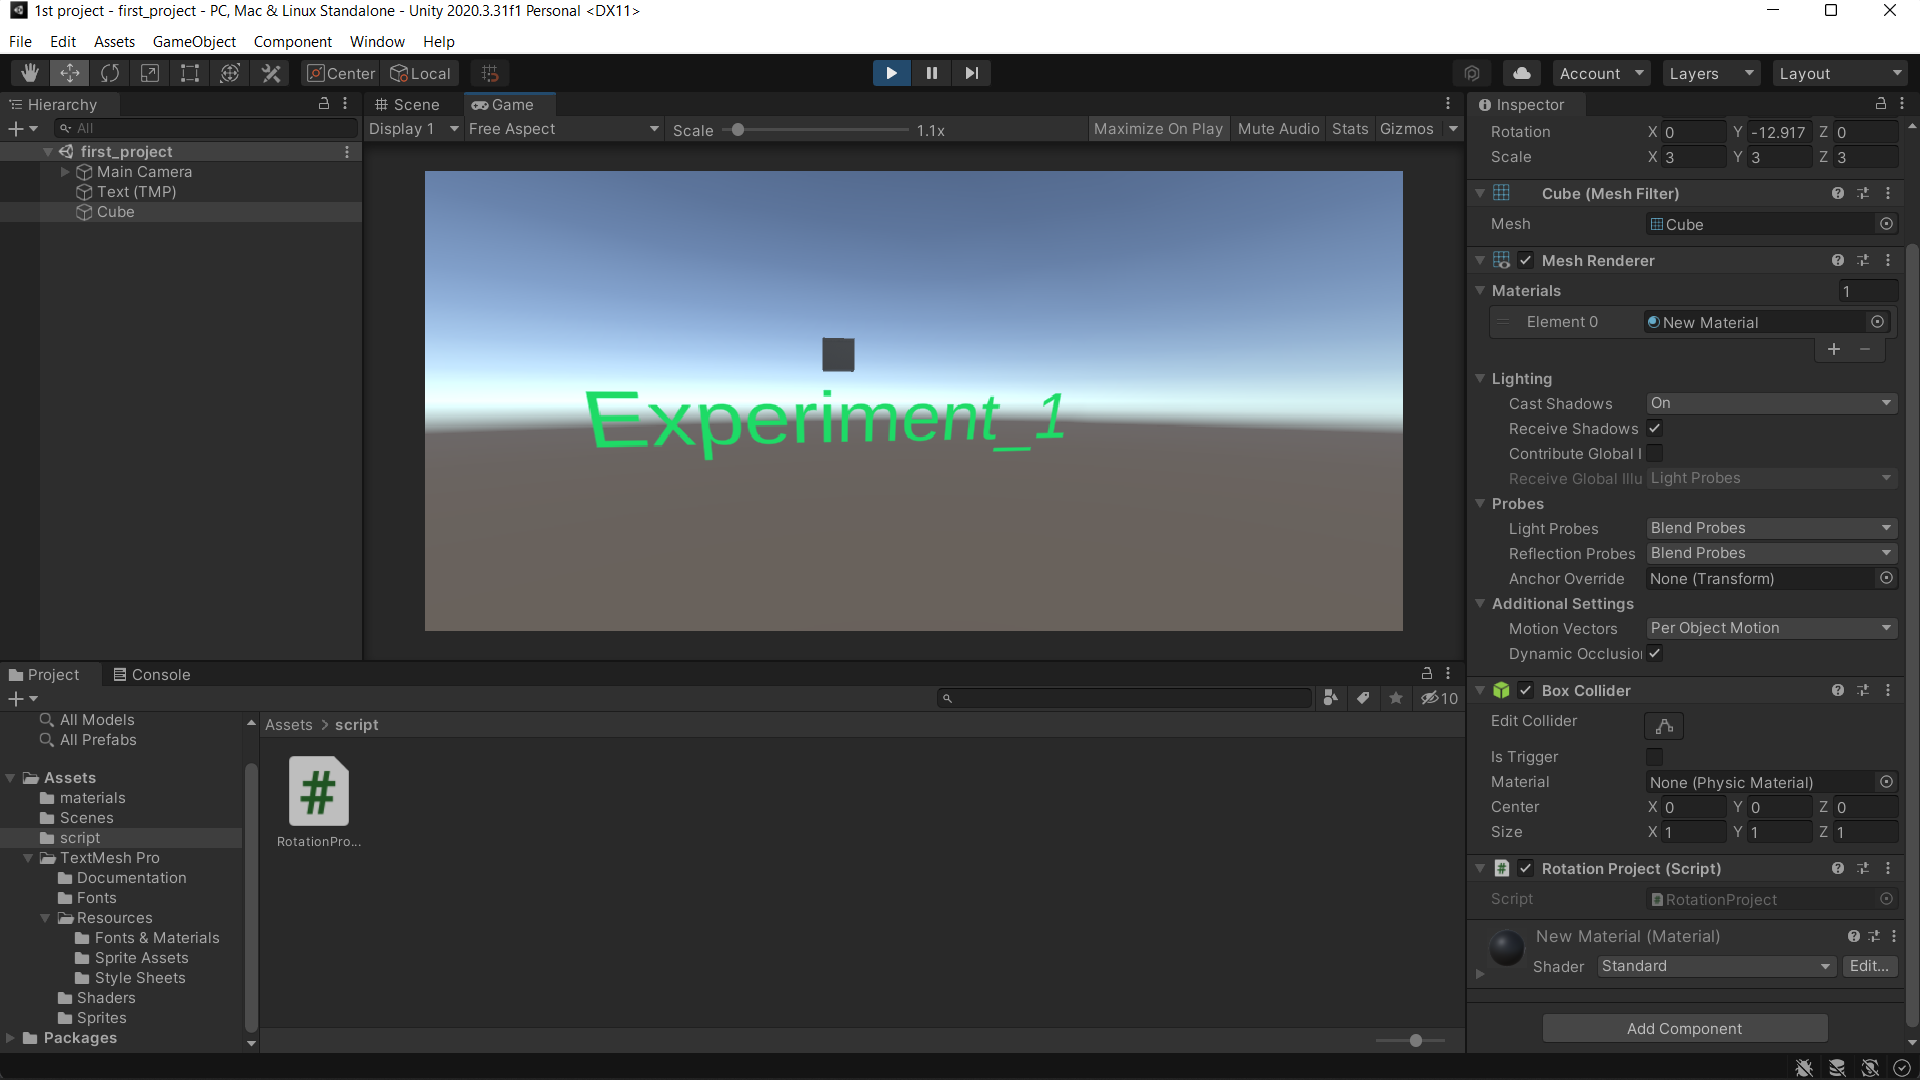 1st project - first_project - PC, Mac & Linux Standalone - Unity 2020.3.31f1 Personal <DX11>
File Edit Assets GameObject Component Window Help
Center Local
Account Layers Layout
Hierarchy
All
first_project
Main Camera
Text (TMP)
Cube
Scene Game
Display 1 Free Aspect Scale 1.1x Maximize On Play Mute Audio Stats Gizmos
Experiment_1
Project Console
10
All Models
All Prefabs
Assets
materials
Scenes
script
TextMesh Pro
Documentation
Fonts
Resources
Fonts & Materials
Sprite Assets
Style Sheets
Shaders
Sprites
Packages
Assets > script
#
RotationPro...
Inspector
Rotation X 0 Y -12.917 Z 0
Scale X 3 Y 3 Z 3
Cube (Mesh Filter)
Mesh Cube
Mesh Renderer
Materials 1
Element 0 New Material
Lighting
Cast Shadows On
Receive Shadows
Contribute Global I
Receive Global Illu Light Probes
Probes
Light Probes Blend Probes
Reflection Probes Blend Probes
Anchor Override None (Transform)
Additional Settings
Motion Vectors Per Object Motion
Dynamic Occlusion
Box Collider
Edit Collider
Is Trigger
Material None (Physic Material)
Center X 0 Y 0 Z 0
Size X 1 Y 1 Z 1
# Rotation Project (Script)
Script RotationProject
New Material (Material)
Shader Standard Edit...
Add Component